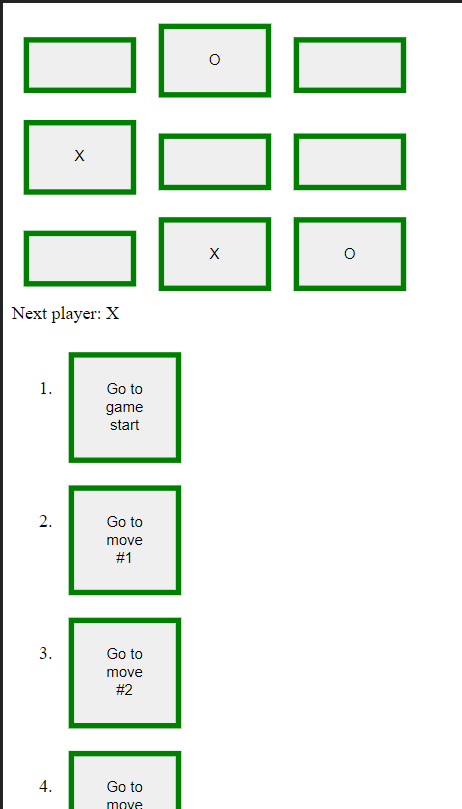 O
X
X O
Next player: X
1. Go to
game
start
2. Go to
move
#1
3. Go to
move
#2
4. Go to
move